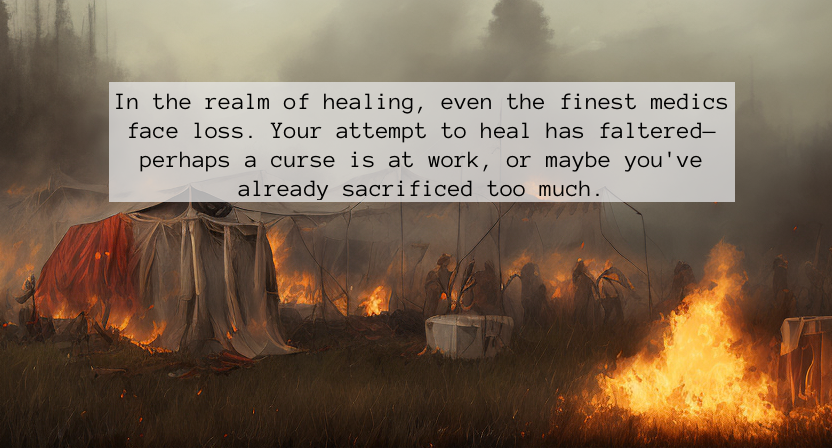 In the realm of healing, even the finest medics
face loss. Your attempt to heal has faltered—
perhaps a curse is at work, or maybe you've
already sacrificed too much.